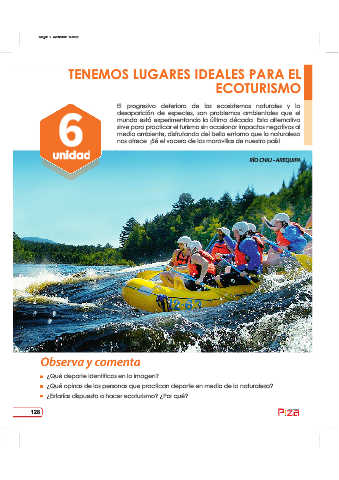 TENEMOS LUGARES IDEALES PARA EL
ECOTURISMO
6
unidad
El progresivo deterioro de los ecosistemas naturales y la
desaparición de especies, son problemas ambientales que el
mundo está experimentando la última década. Esta alternativa
sirve para practicar el turismo sin ocasionar impactos negativos al
medio ambiente, disfrutando del bello entorno que la naturaleza
nos ofrece. ¡Sé el vocero de las maravillas de nuestro país!
RÍO CHILI - AREQUIPA
Observa y comenta
¿Qué deporte identificas en la imagen?
¿Qué opinas de las personas que practican deporte en medio de la naturaleza?
¿Estarías dispuesto a hacer ecoturismo? ¿Por qué?
128